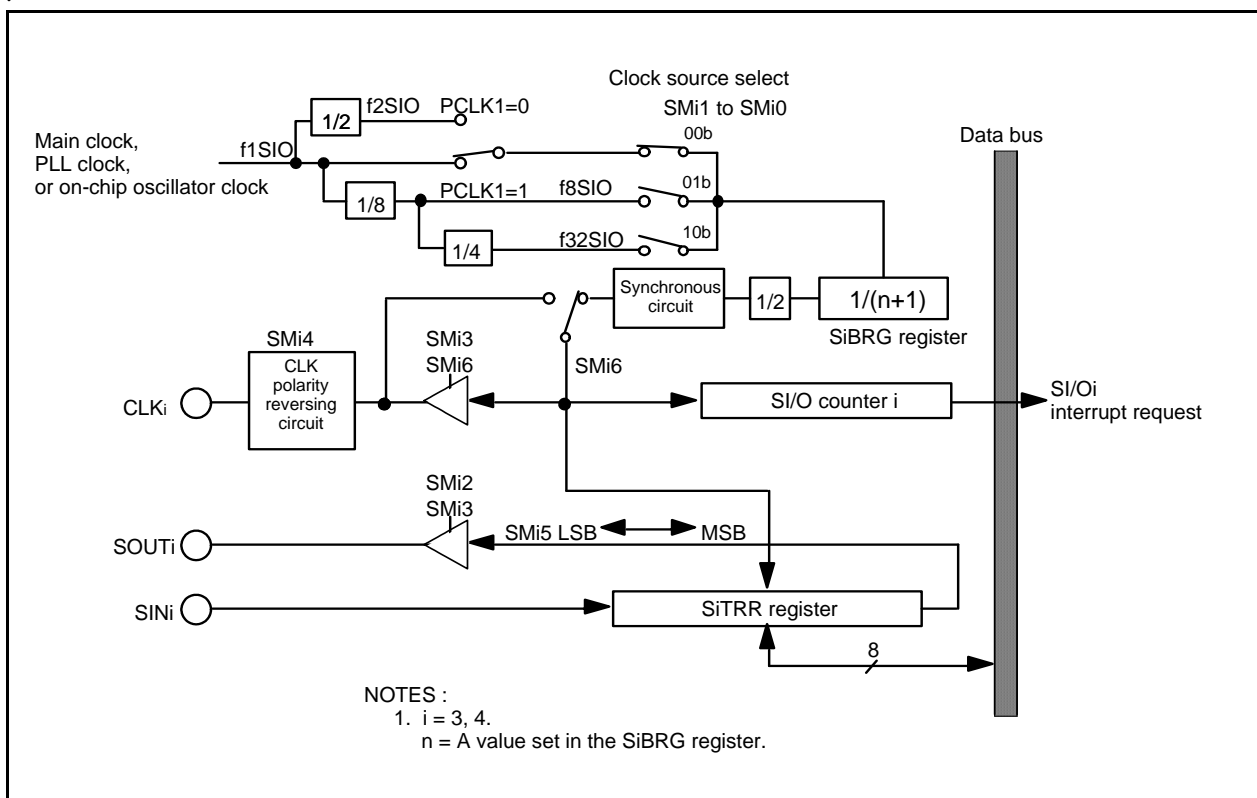 Clock source select
SMi1 to SMi0
f2SIO PCLK1=0
1/2
00b
Data bus
Main clock,
PLL clock,
or on-chip oscillator clock
f1SIO
01b
PCLK1=1
f8SIO
1/8
10b
f32SIO
1/4
Synchronous
circuit
1/2
1/(n+1)
SiBRG register
SMi4
CLK
polarity
reversing
circuit
SMi3
SMi6
SMi6
CLKi
SI/O counter i
SI/Oi
interrupt request
SMi2
SMi3
SMi5 LSB
MSB
SOUTi
SINi
SiTRR register
8
NOTES :
1. i = 3, 4.
n = A value set in the SiBRG register.